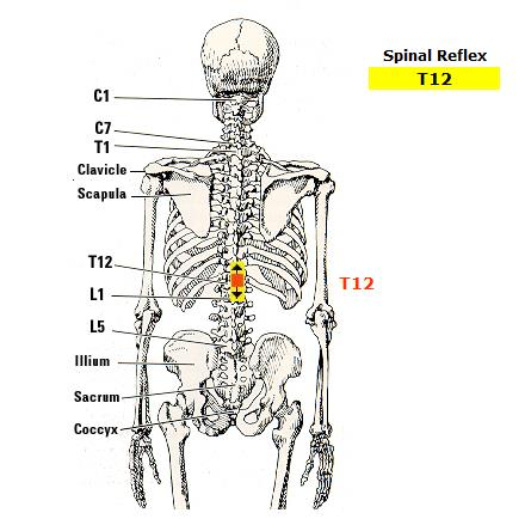 Spinal Reflex
T12
C1
C7
T1
Clavicle
Scapula
T12
T12
L1
L5
Illium
Sacrum
Coccyx